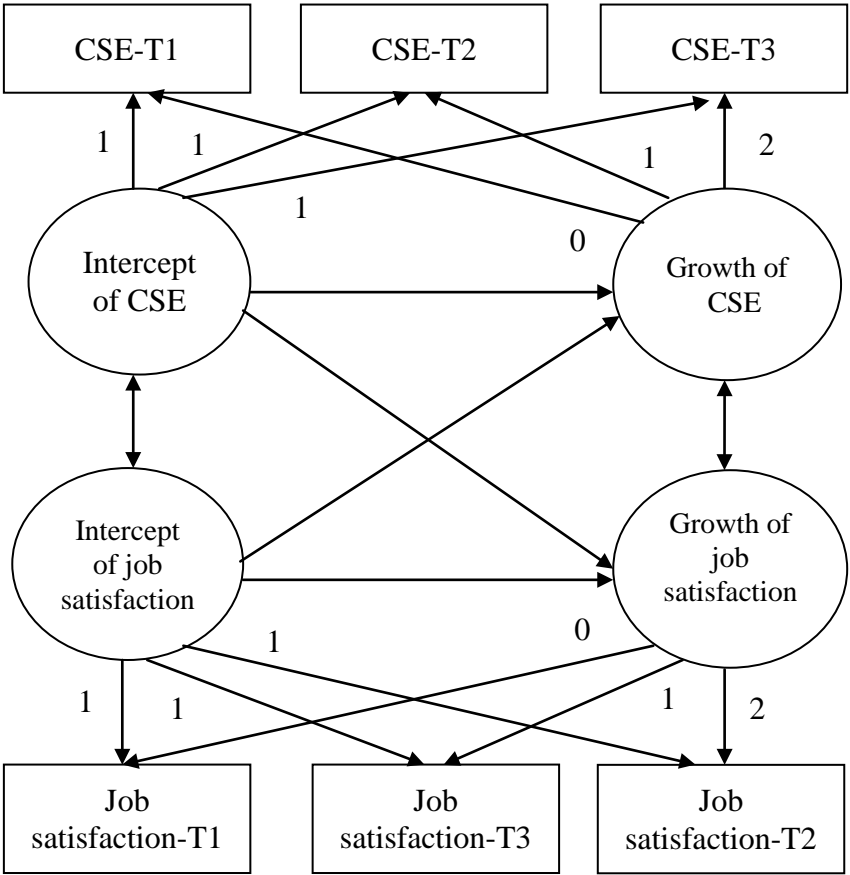 CSE-T1
CSE-T2
CSE-T3
1
1
1
1
2
0
Intercept
of CSE
Growth of
CSE
Intercept
of job
satisfaction
Growth of
job
satisfaction
1
0
1
1
1
2
Job
satisfaction-T1
Job
satisfaction-T3
Job
satisfaction-T2